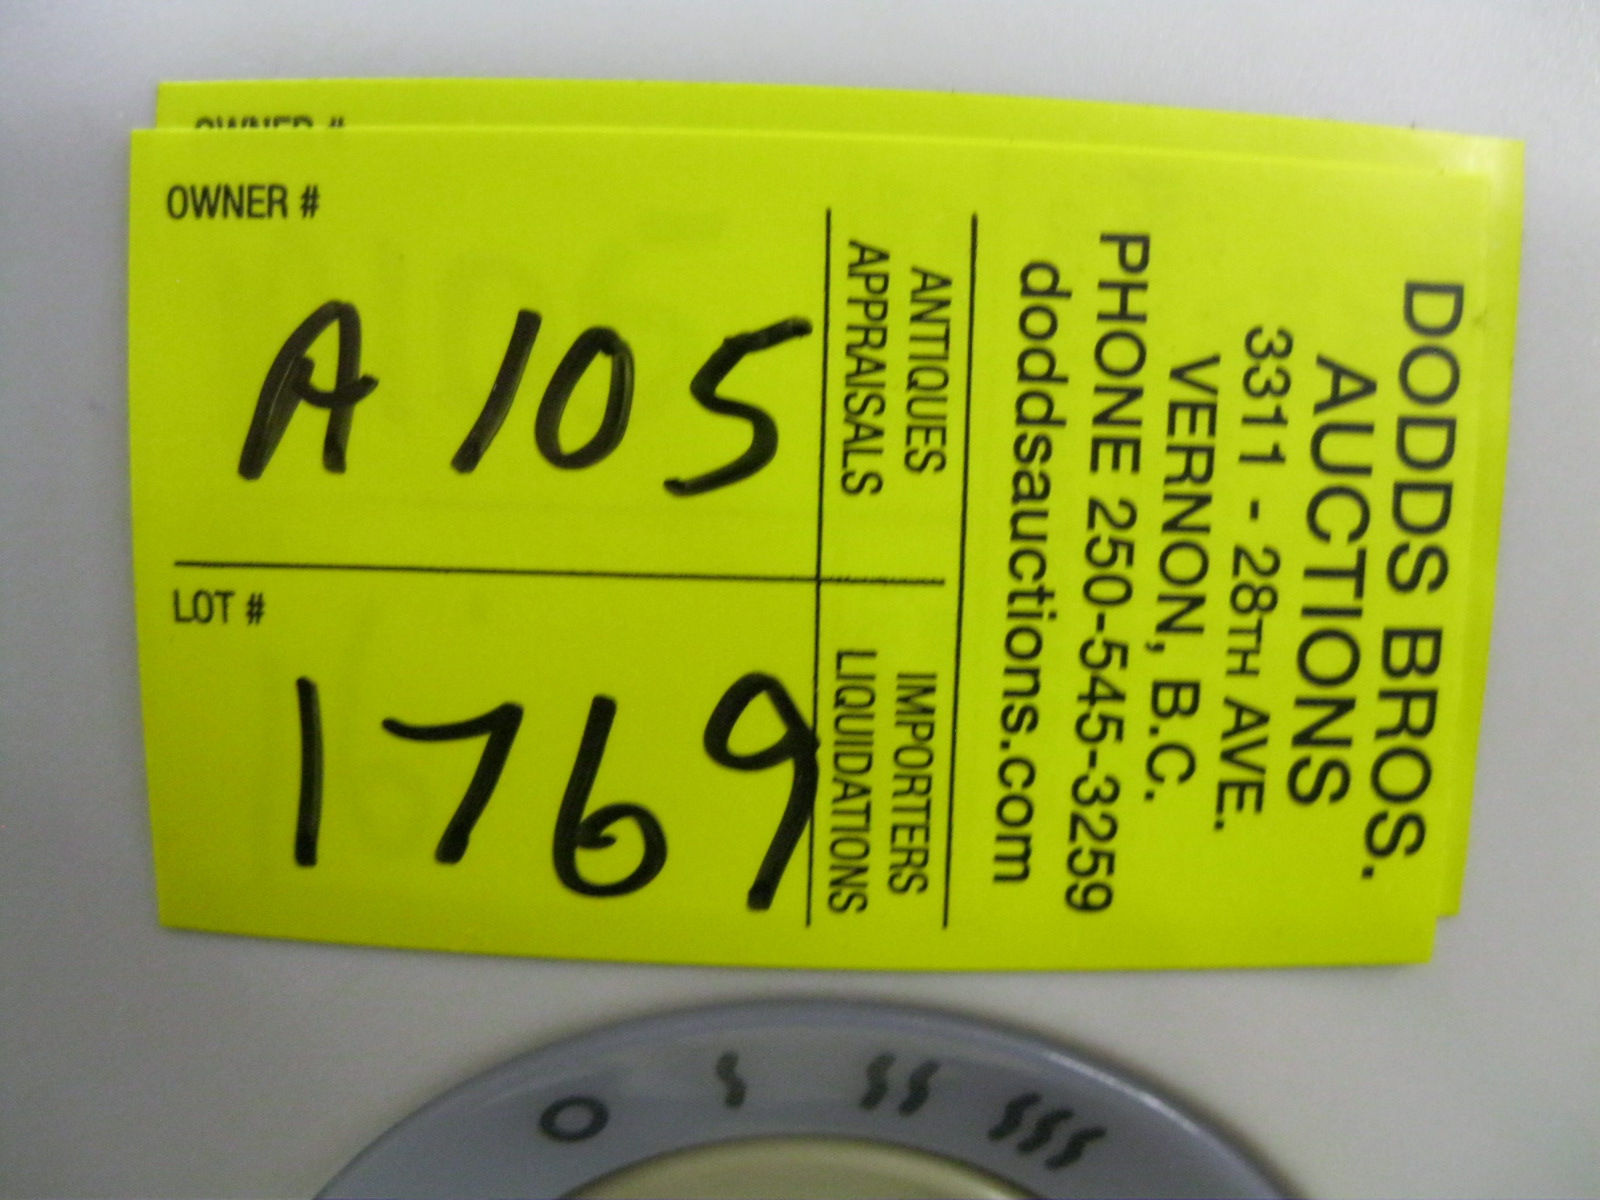 OWNER #
OWNER #
A 105
LOT #
1769
ANTIQUES
APPRAISALS
IMPORTERS
LIQUIDATIONS
DODDS BROS.
AUCTIONS
3311 - 28TH AVE.
VERNON, B.C.
PHONE 250-545-3259
doddsauctions.com